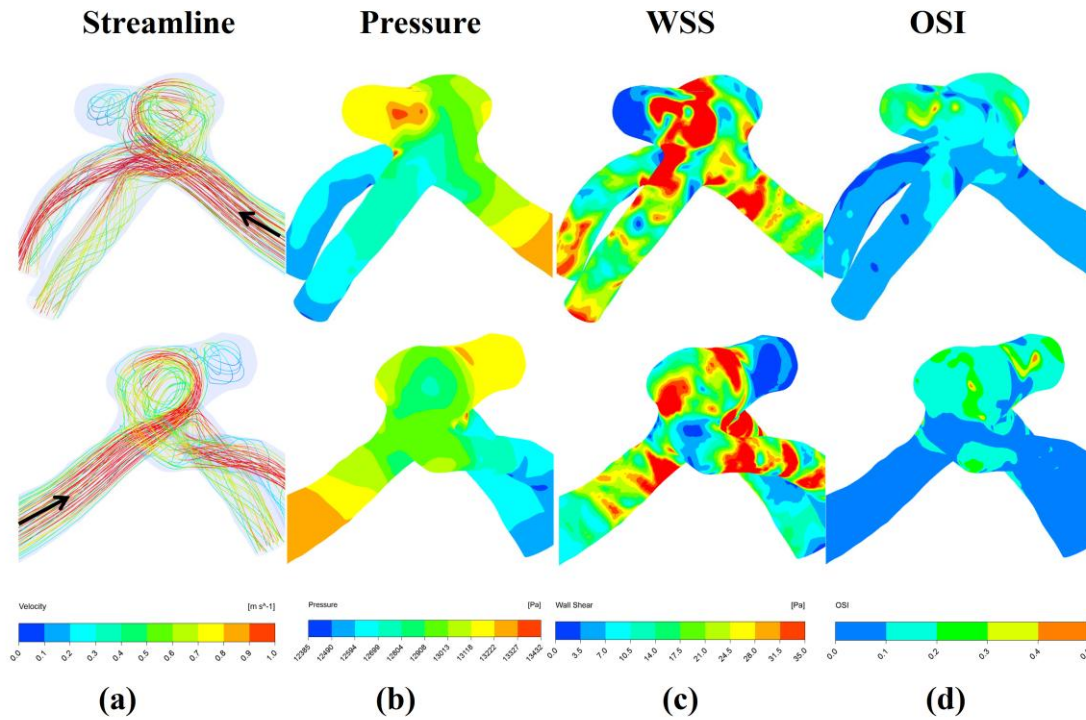 Streamline Pressure WSS OSI
Velocity [m s^-1] Pressure [Pa] Wall Shear [Pa] OSI
0.0 0.1 0.2 0.3 0.4 0.5 0.6 0.7 0.8 0.9 1.0
12385 12490 12594 12699 12804 12908 13013 13118 13222 13327 13432
0.0 3.5 7.0 10.5 14.0 17.5 21.0 24.5 28.0 31.5 35.0
0.0 0.1 0.2 0.3 0.4
(a) (b) (c) (d)